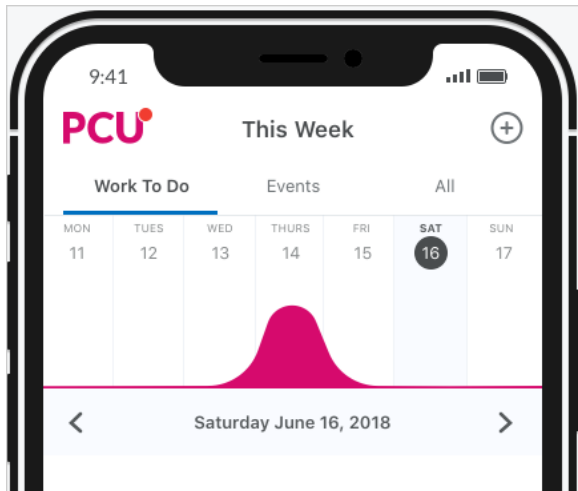 9:41
PCU
This Week
Work To Do Events All
MON TUES WED THURS FRI SAT SUN
11 12 13 14 15 16 17
Saturday June 16, 2018